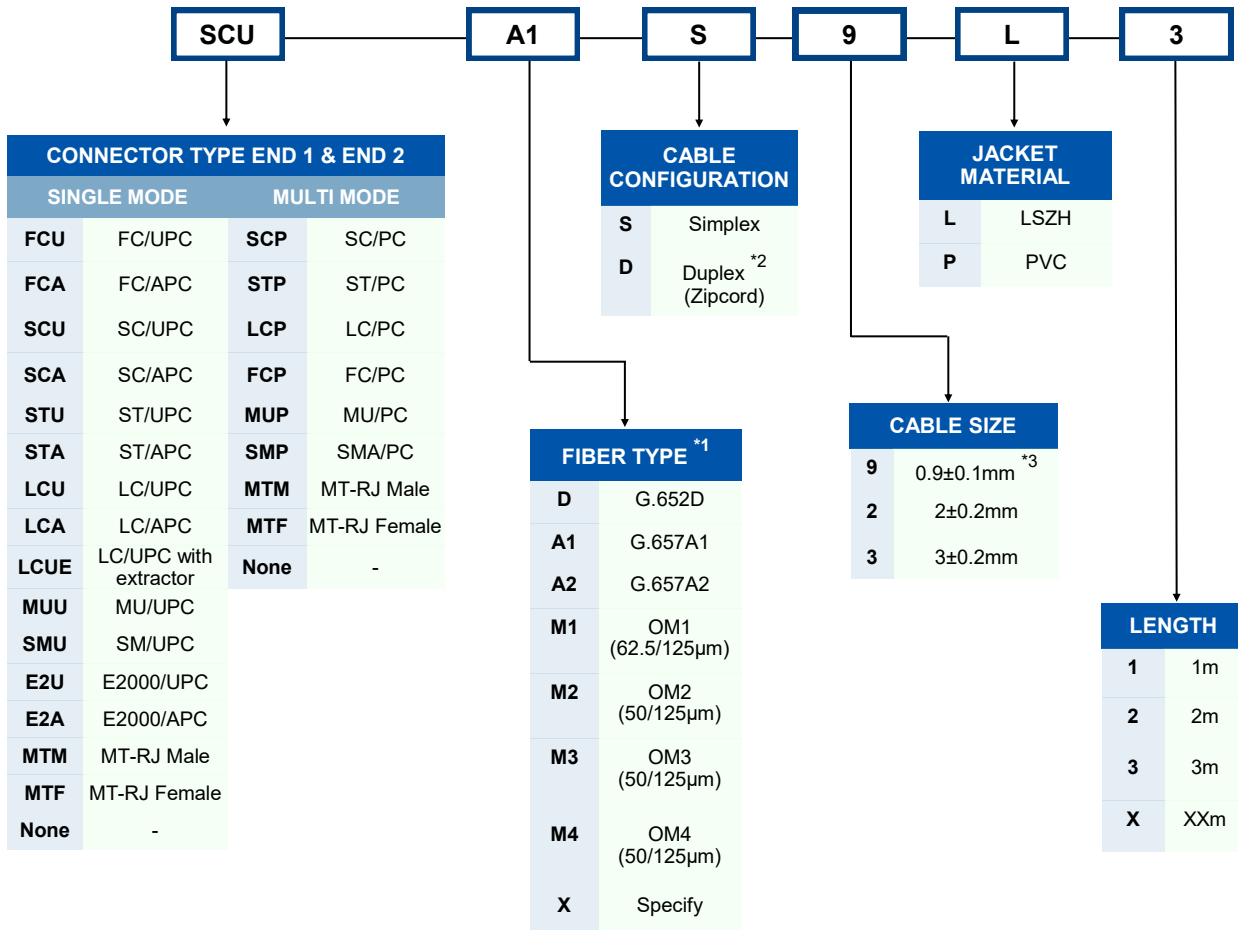 SCU A1 S 9 L 3
CONNECTOR TYPE END 1 & END 2
SINGLE MODE MULTI MODE
FCU FC/UPC SCP SC/PC
FCA FC/APC STP ST/PC
SCU SC/UPC LCP LC/PC
SCA SC/APC FCP FC/PC
STU ST/UPC MUP MU/PC
STA ST/APC SMP SMA/PC
LCU LC/UPC MTM MT-RJ Male
LCA LC/APC MTF MT-RJ Female
LCUE LC/UPC with
extractor
None -
MUU MU/UPC
SMU SM/UPC
E2U E2000/UPC
E2A E2000/APC
MTM MT-RJ Male
MTF MT-RJ Female
None -
FIBER TYPE *1
D G.652D
A1 G.657A1
A2 G.657A2
M1 OM1
(62.5/125µm)
M2 OM2
(50/125µm)
M3 OM3
(50/125µm)
M4 OM4
(50/125µm)
X Specify
CABLE
CONFIGURATION
S Simplex
D Duplex *2
(Zipcord)
CABLE SIZE
9 0.9±0.1mm *3
2 2±0.2mm
3 3±0.2mm
JACKET
MATERIAL
L LSZH
P PVC
LENGTH
1 1m
2 2m
3 3m
X XXm